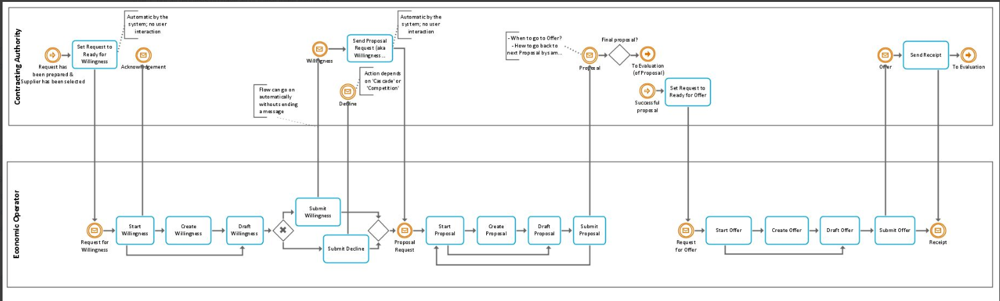 Contracting Authority
Request has
been prepared &
Supplier has been selected
Set Request to
Ready for
Willingness
Automatic by the
system; no user
interaction
Acknowledgement
Flow can go on
automatically
without ending
a message
Willingness
Send Proposal
Request (aka
Willingness ...
Automatic by the
system; no user
interaction
Decline
Action depends
on 'Cascade' or
'Competition'
- When to go to Offer?
- How to go back to
next Proposal by sam...
Proposal
Final proposal?
To Evaluation
(of Proposal)
Successful
proposal
Set Request to
Ready for Offer
Offer
Send Receipt
To Evaluation
Economic Operator
Request for
Willingness
Start
Willingness
Create
Willingness
Draft
Willingness
Submit
Willingness
Submit Decline
Proposal
Request
Start
Proposal
Create
Proposal
Draft
Proposal
Submit
Proposal
Request
for Offer
Start Offer
Create Offer
Draft Offer
Submit Offer
Receipt